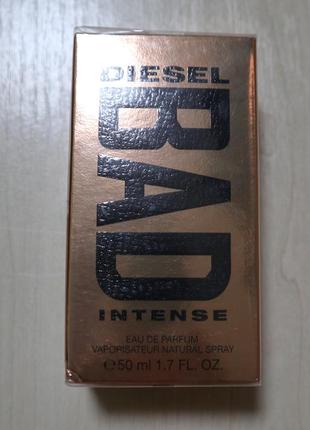 DIESEL
BAD
INTENSE
EAU DE PARFUM
VAPORISATEUR NATURAL SPRAY
℮50 ml 1.7 FL. OZ.